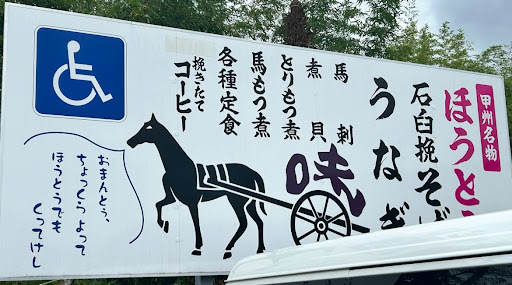 甲州名物
ほうとう
石臼挽そば
うなぎ
馬刺
煮貝
とりもつ煮
馬もつ煮
各種定食
挽きたて
コーヒー
味
おまんとう、
ちょっくらよって
ほうとうでも
くってけし